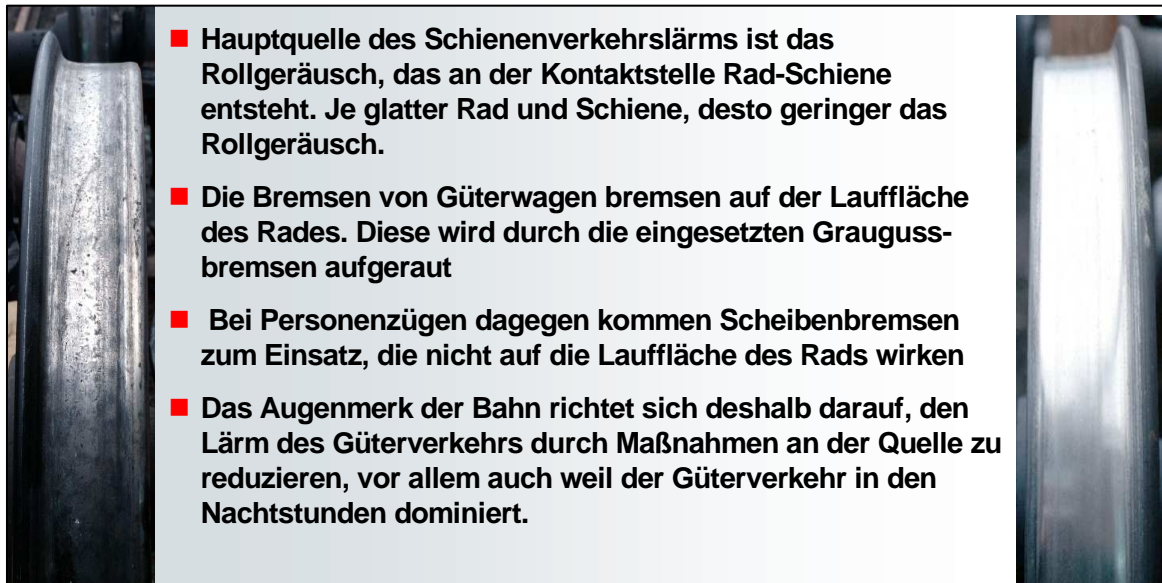 Hauptquelle des Schienenverkehrslärms ist das
Rollgeräusch, das an der Kontaktstelle Rad-Schiene
entsteht. Je glatter Rad und Schiene, desto geringer das
Rollgeräusch.
Die Bremsen von Güterwagen bremsen auf der Lauffläche
des Rades. Diese wird durch die eingesetzten Grauguss-
bremsen aufgeraut
Bei Personenzügen dagegen kommen Scheibenbremsen
zum Einsatz, die nicht auf die Lauffläche des Rads wirken
Das Augenmerk der Bahn richtet sich deshalb darauf, den
Lärm des Güterverkehrs durch Maßnahmen an der Quelle zu
reduzieren, vor allem auch weil der Güterverkehr in den
Nachtstunden dominiert.